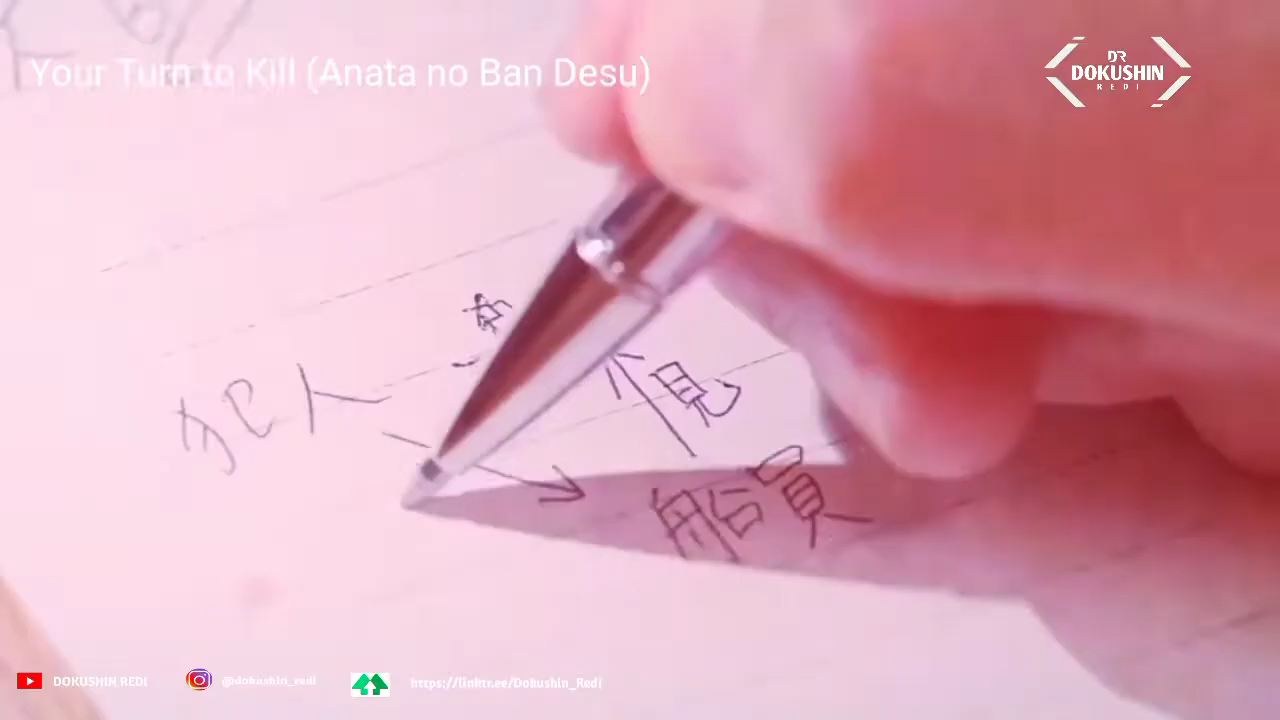 Your Turn to Kill (Anata no Ban Desu)
DR
DOKUSHIN
REDI
犯人
見
船員
DOKUSHIN REDI
@dokushin_redi
https://linktr.ee/Dokushin_Redi